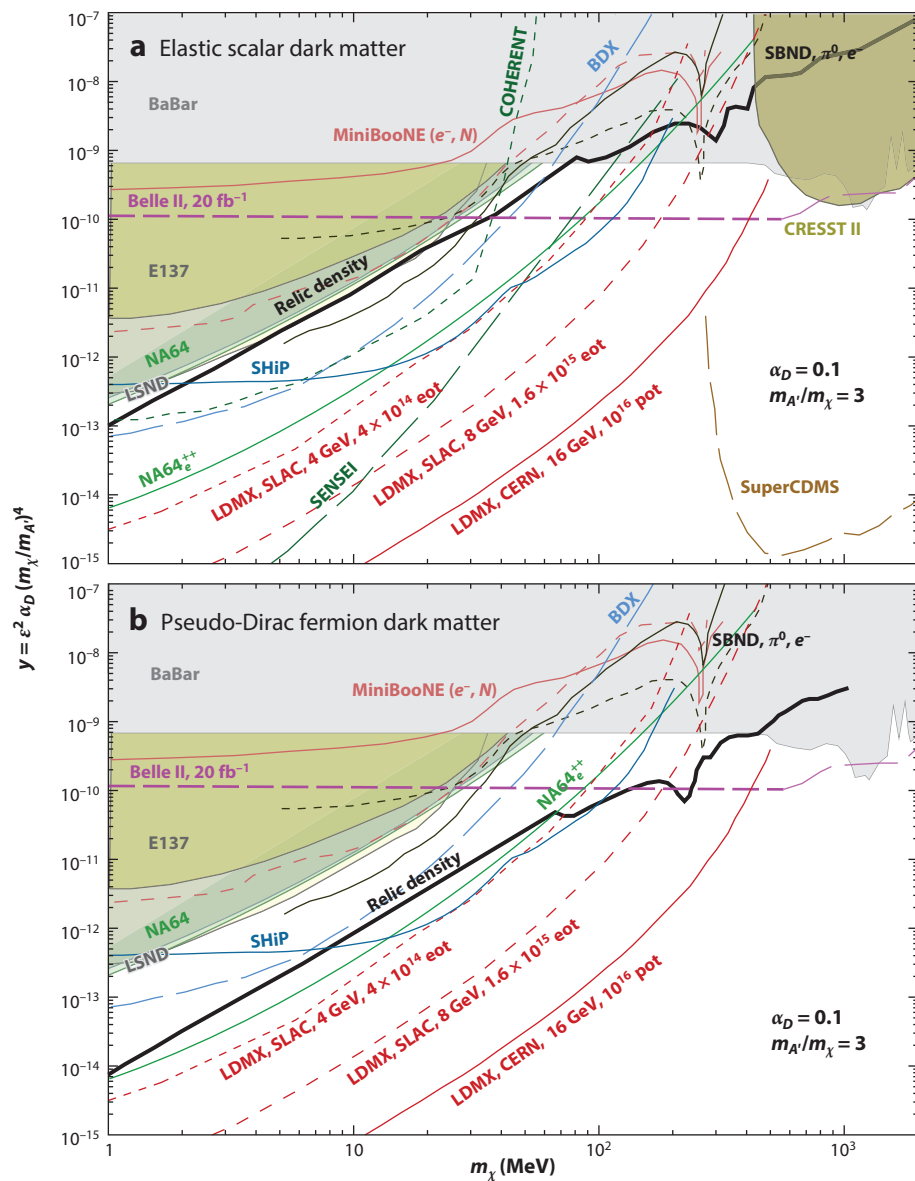 10⁻⁷
10⁻⁸
10⁻⁹
10⁻¹⁰
10⁻¹¹
10⁻¹²
10⁻¹³
10⁻¹⁴
10⁻¹⁵
a Elastic scalar dark matter
BaBar
COHERENT
BDX
SBND, π⁰, e⁻
MiniBooNE (e⁻, N)
Belle II, 20 fb⁻¹
CRESST II
E137
Relic density
NA64
LSND
SHiP
α_D = 0.1
m_A′/m_χ = 3
NA64_e⁺⁺
LDMX, SLAC, 4 GeV, 4 × 10¹⁴ eot
SENSEI
LDMX, SLAC, 8 GeV, 1.6 × 10¹⁵ eot
LDMX, CERN, 16 GeV, 10¹⁶ pot
SuperCDMS
y = ε² α_D (m_χ/m_A′)⁴
10⁻⁷
10⁻⁸
10⁻⁹
10⁻¹⁰
10⁻¹¹
10⁻¹²
10⁻¹³
10⁻¹⁴
10⁻¹⁵
b Pseudo-Dirac fermion dark matter
BDX
SBND, π⁰, e⁻
BaBar
MiniBooNE (e⁻, N)
Belle II, 20 fb⁻¹
NA64_e⁺⁺
E137
Relic density
NA64
LSND
SHiP
LDMX, SLAC, 4 GeV, 4 × 10¹⁴ eot
LDMX, SLAC, 8 GeV, 1.6 × 10¹⁵ eot
LDMX, CERN, 16 GeV, 10¹⁶ pot
α_D = 0.1
m_A′/m_χ = 3
1
10
10²
10³
m_χ (MeV)